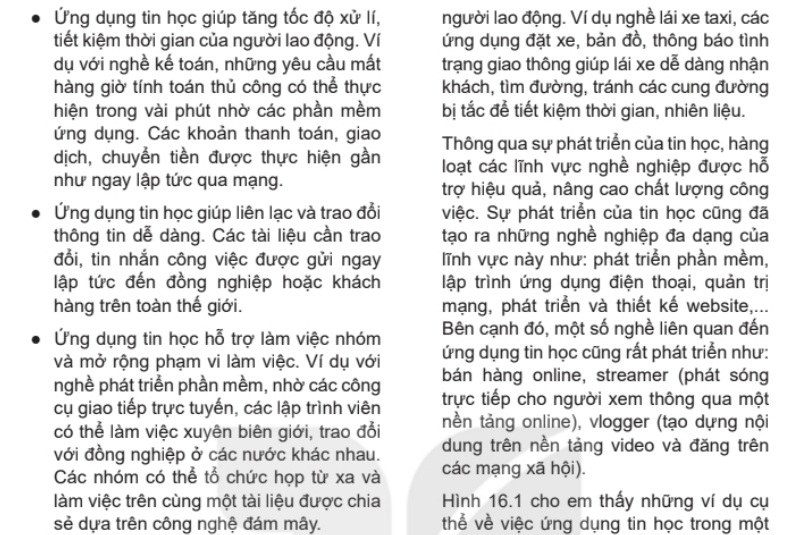 ● Ứng dụng tin học giúp tăng tốc độ xử lí,
tiết kiệm thời gian của người lao động. Ví
dụ với nghề kế toán, những yêu cầu mất
hàng giờ tính toán thủ công có thể thực
hiện trong vài phút nhờ các phần mềm
ứng dụng. Các khoản thanh toán, giao
dịch, chuyển tiền được thực hiện gần
như ngay lập tức qua mạng.
● Ứng dụng tin học giúp liên lạc và trao đổi
thông tin dễ dàng. Các tài liệu cần trao
đổi, tin nhắn công việc được gửi ngay
lập tức đến đồng nghiệp hoặc khách
hàng trên toàn thế giới.
● Ứng dụng tin học hỗ trợ làm việc nhóm
và mở rộng phạm vi làm việc. Ví dụ với
nghề phát triển phần mềm, nhờ các công
cụ giao tiếp trực tuyến, các lập trình viên
có thể làm việc xuyên biên giới, trao đổi
với đồng nghiệp ở các nước khác nhau.
Các nhóm có thể tổ chức họp từ xa và
làm việc trên cùng một tài liệu được chia
sẻ dựa trên công nghệ đám mây.
người lao động. Ví dụ nghề lái xe taxi, các
ứng dụng đặt xe, bản đồ, thông báo tình
trạng giao thông giúp lái xe dễ dàng nhận
khách, tìm đường, tránh các cung đường
bị tắc để tiết kiệm thời gian, nhiên liệu.
Thông qua sự phát triển của tin học, hàng
loạt các lĩnh vực nghề nghiệp được hỗ
trợ hiệu quả, nâng cao chất lượng công
việc. Sự phát triển của tin học cũng đã
tạo ra những nghề nghiệp đa dạng của
lĩnh vực này như: phát triển phần mềm,
lập trình ứng dụng điện thoại, quản trị
mạng, phát triển và thiết kế website,...
Bên cạnh đó, một số nghề liên quan đến
ứng dụng tin học cũng rất phát triển như:
bán hàng online, streamer (phát sóng
trực tiếp cho người xem thông qua một
nền tảng online), vlogger (tạo dựng nội
dung trên nền tảng video và đăng trên
các mạng xã hội).
Hình 16.1 cho em thấy những ví dụ cụ
thể về việc ứng dụng tin học trong một